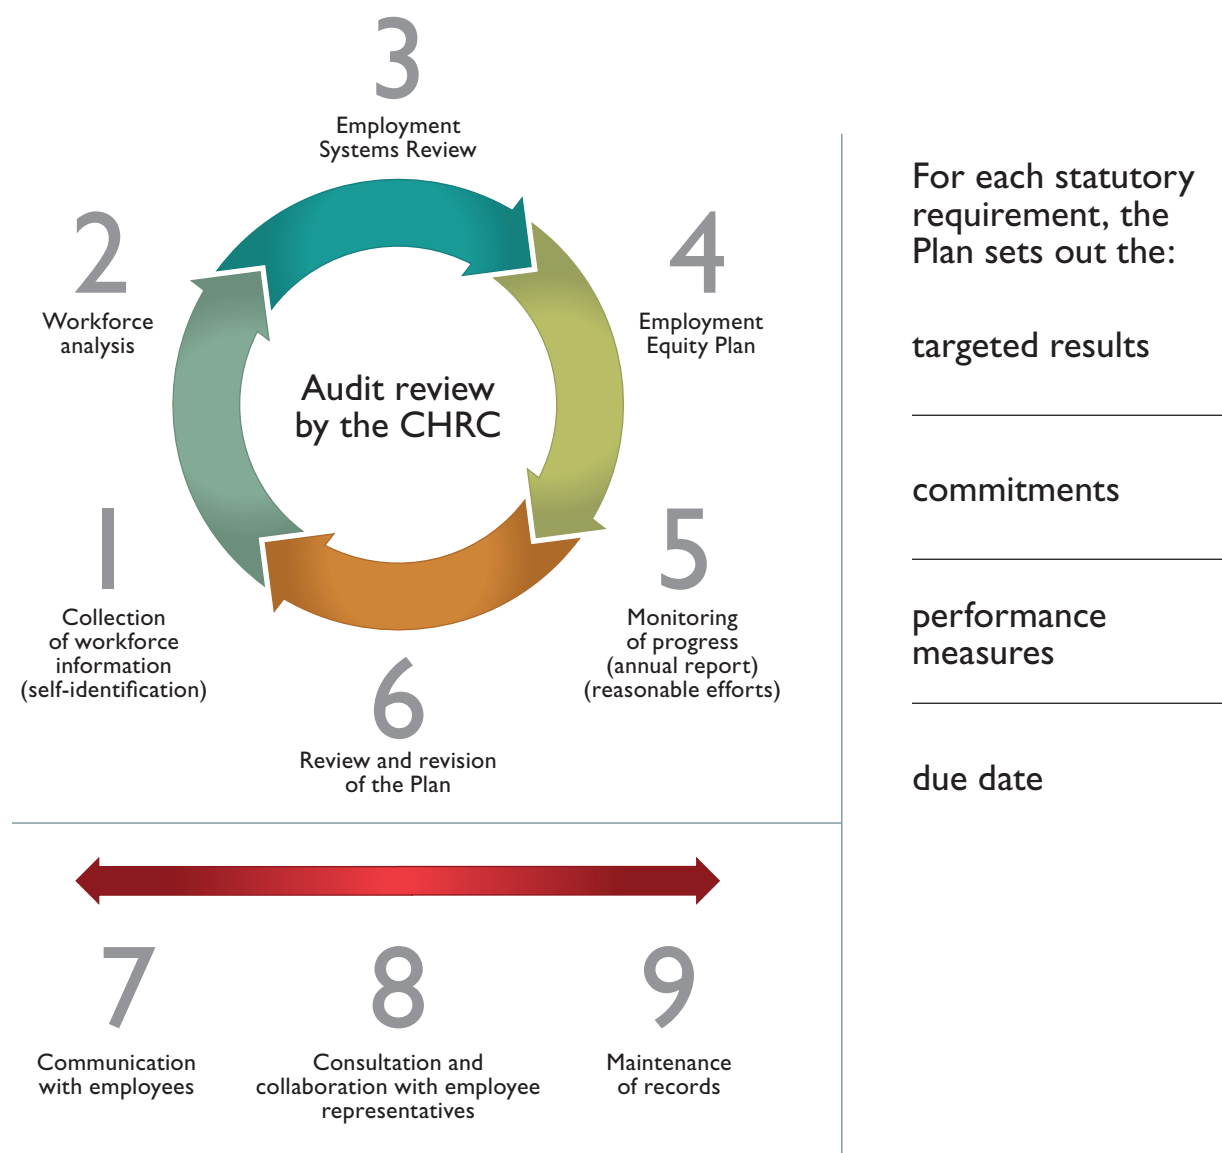 3
Employment
Systems Review
2
Workforce
analysis
4
Employment
Equity Plan
Audit review
by the CHRC
1
Collection
of workforce
information
(self-identification)
5
Monitoring
of progress
(annual report)
(reasonable efforts)
6
Review and revision
of the Plan
7
Communication
with employees
8
Consultation and
collaboration with employee
representatives
9
Maintenance
of records
For each statutory
requirement, the
Plan sets out the:
targeted results
commitments
performance
measures
due date